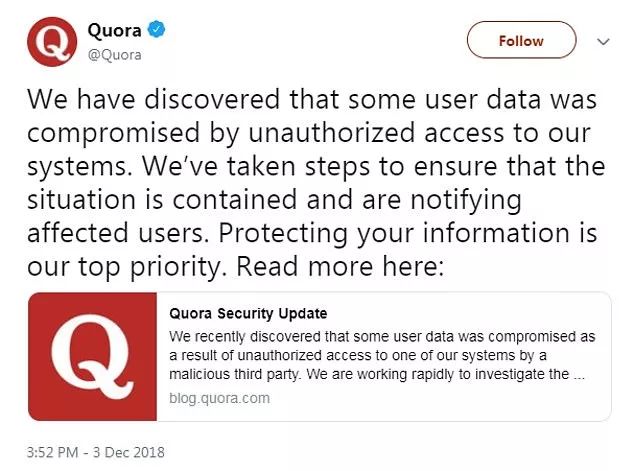 Quora
@Quora
Follow
We have discovered that some user data was
compromised by unauthorized access to our
systems. We’ve taken steps to ensure that the
situation is contained and are notifying
affected users. Protecting your information is
our top priority. Read more here:
Quora Security Update
We recently discovered that some user data was compromised as
a result of unauthorized access to one of our systems by a
malicious third party. We are working rapidly to investigate the ...
blog.quora.com
3:52 PM - 3 Dec 2018